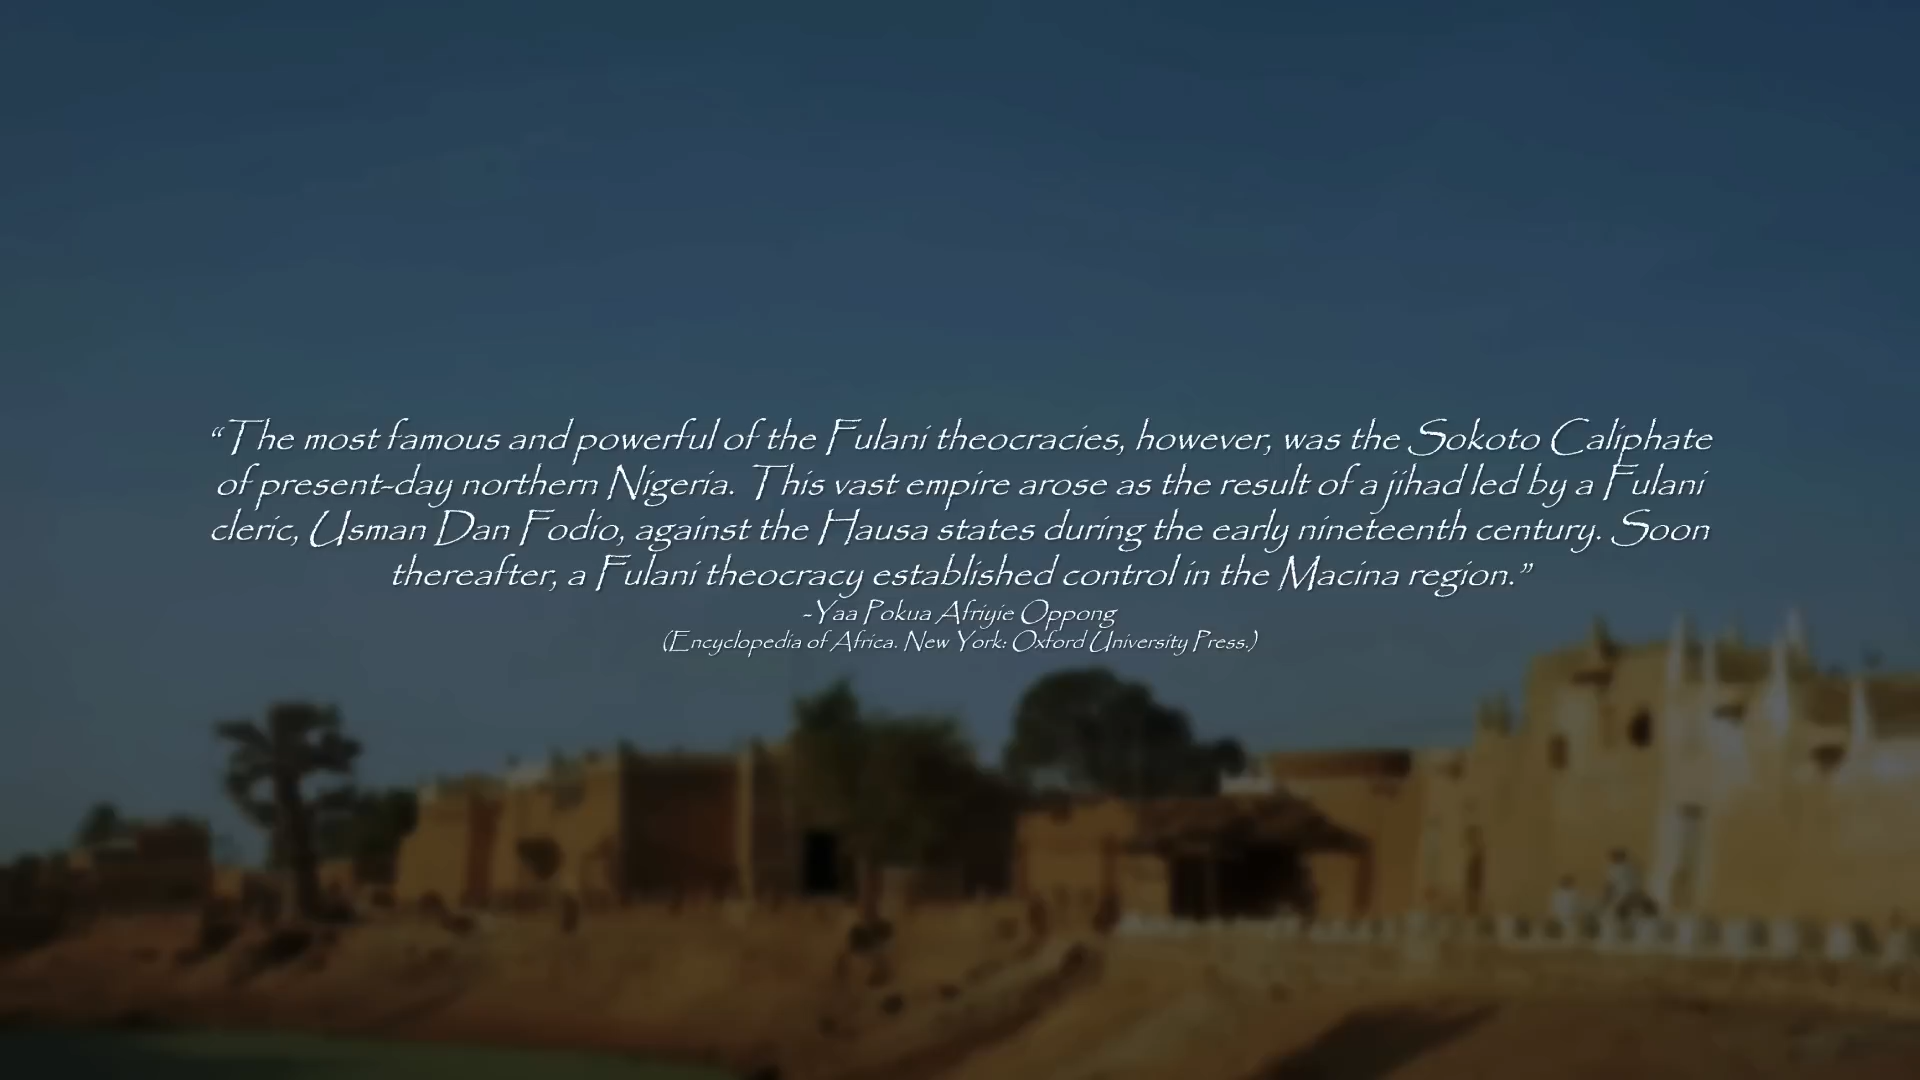 “The most famous and powerful of the Fulani theocracies, however, was the Sokoto Caliphate
of present-day northern Nigeria. This vast empire arose as the result of a jihad led by a Fulani
cleric, Usman Dan Fodio, against the Hausa states during the early nineteenth century. Soon
thereafter, a Fulani theocracy established control in the Macina region.”
-Yaa Pokua Afriyie Oppong
(Encyclopedia of Africa. New York: Oxford University Press.)